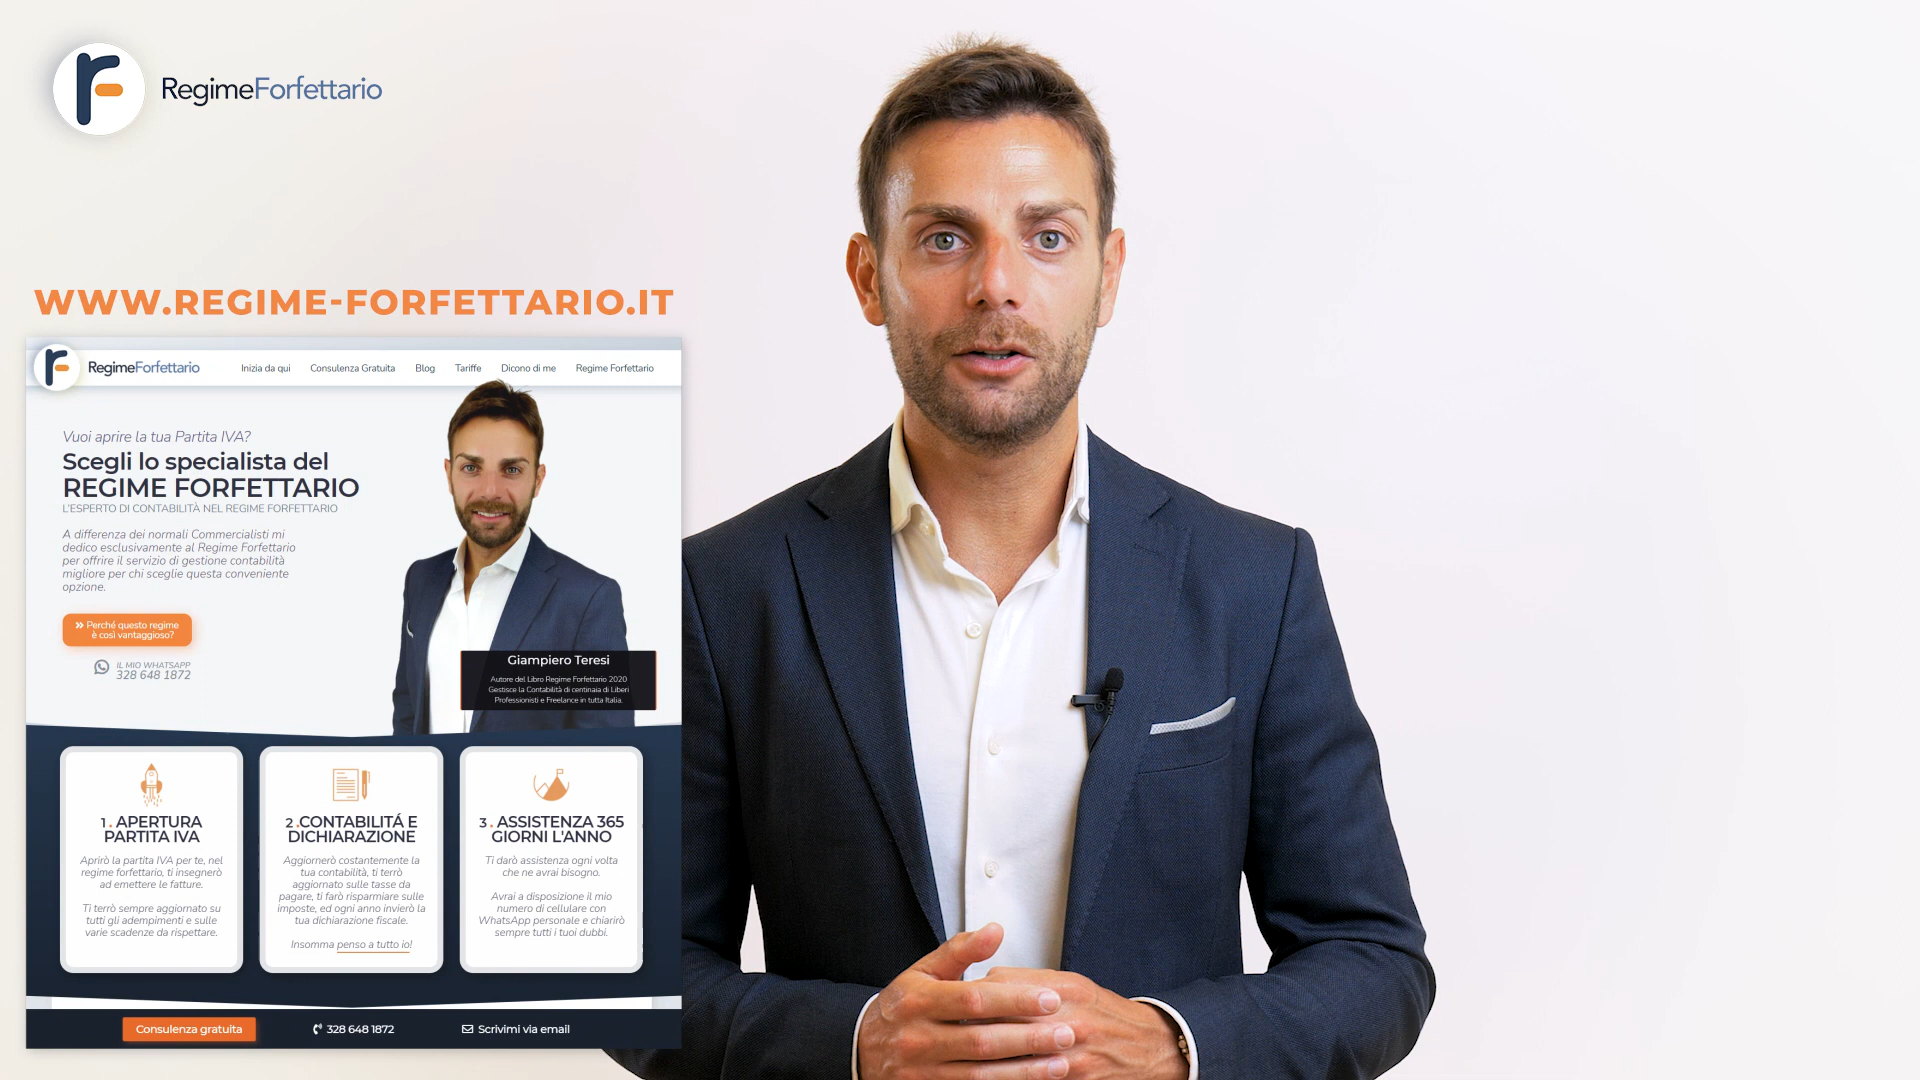 RegimeForfettario
WWW.REGIME-FORFETTARIO.IT
RegimeForfettario
Inizia da qui
Consulenza Gratuita
Blog
Tariffe
Dicono di me
Regime Forfettario
Vuoi aprire la tua Partita IVA?
Scegli lo specialista del
REGIME FORFETTARIO
L'ESPERTO DI CONTABILITÀ NEL REGIME FORFETTARIO
A differenza dei normali Commercialisti mi
dedico esclusivamente al Regime Forfettario
per offrire il servizio di gestione contabilità
migliore per chi sceglie questa conveniente
opzione.
Perché questo regime
è così vantaggioso?
IL MIO WHATSAPP
328 648 1872
Giampiero Teresi
Autore del Libro Regime Forfettario 2020
Gestisce la Contabilità di centinaia di Liberi
Professionisti e Freelance in tutta Italia.
1. APERTURA
PARTITA IVA
Aprirò la partita IVA per te, nel
regime forfettario, ti insegnerò
ad emettere le fatture.
Ti terrò sempre aggiornato su
tutti gli adempimenti e sulle
varie scadenze da rispettare.
2.CONTABILITÁ E
DICHIARAZIONE
Aggiornerò costantemente la
tua contabilità, ti terrò
aggiornato sulle tasse da
pagare, ti farò risparmiare sulle
imposte, ed ogni anno invierò la
tua dichiarazione fiscale.
Insomma penso a tutto io!
3. ASSISTENZA 365
GIORNI L'ANNO
Ti darò assistenza ogni volta
che ne avrai bisogno.
Avrai a disposizione il mio
numero di cellulare con
WhatsApp personale e chiarirò
sempre tutti i tuoi dubbi.
Consulenza gratuita
328 648 1872
Scrivimi via email